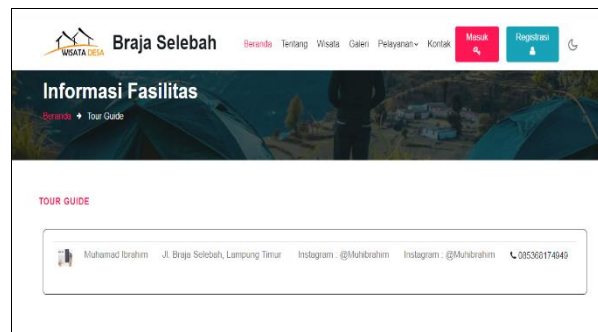 WISATA DESA
Braja Selebah
Beranda Tentang Wisata Galeri Pelayanan Kontak Masuk Registrasi
Informasi Fasilitas
Beranda → Tour Guide
TOUR GUIDE
Muhamad Ibrahim Jl. Braja Selebah, Lampung Timur Instagram : @Muhibrahim Instagram : @Muhibrahim 085368174949